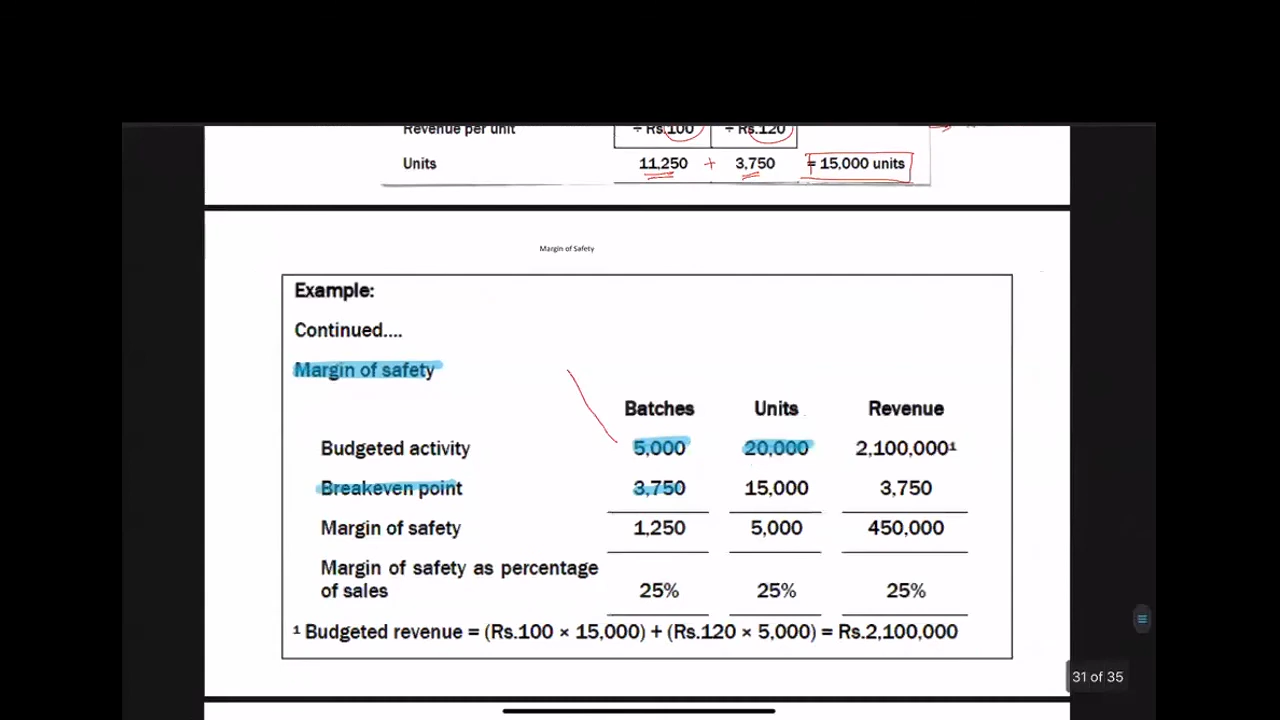 Revenue per unit ÷ Rs.100 ÷ Rs.120
Units 11,250 + 3,750 = 15,000 units
Margin of Safety
Example:
Continued....
Margin of safety
Batches Units Revenue
Budgeted activity 5,000 20,000 2,100,000¹
Breakeven point 3,750 15,000 3,750
Margin of safety 1,250 5,000 450,000
Margin of safety as percentage
of sales 25% 25% 25%
¹ Budgeted revenue = (Rs.100 × 15,000) + (Rs.120 × 5,000) = Rs.2,100,000
31 of 35